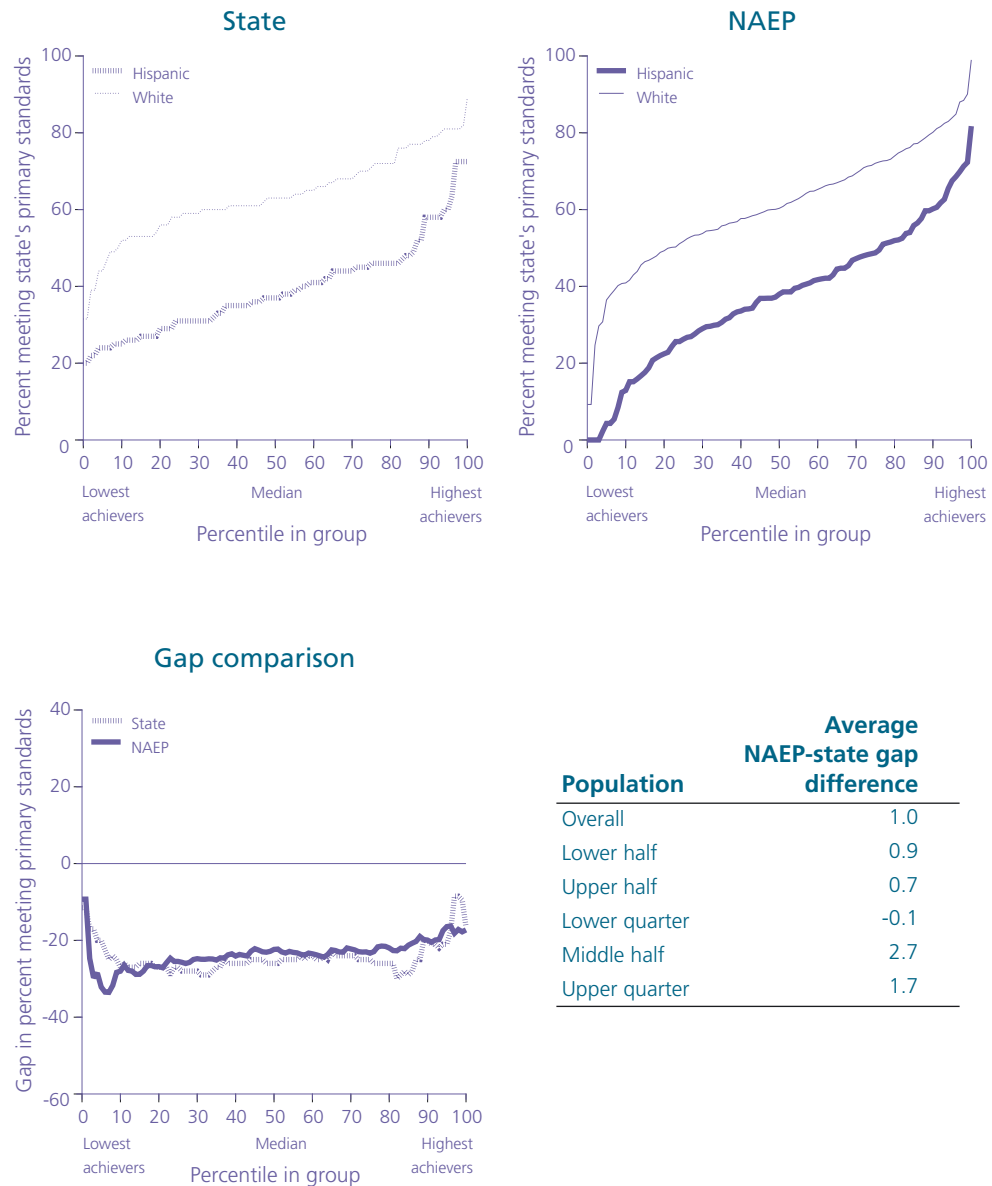 State
Percent meeting state's primary standards
100
80
60
40
20
0
Hispanic
White
0 10 20 30 40 50 60 70 80 90 100
Lowest achievers
Median
Highest achievers
Percentile in group
NAEP
Percent meeting state's primary standards
100
80
60
40
20
0
Hispanic
White
0 10 20 30 40 50 60 70 80 90 100
Lowest achievers
Median
Highest achievers
Percentile in group
Gap comparison
Gap in percent meeting primary standards
40
20
0
-20
-40
-60
State
NAEP
0 10 20 30 40 50 60 70 80 90 100
Lowest achievers
Median
Highest achievers
Percentile in group
Population Average NAEP-state gap difference
Overall 1.0
Lower half 0.9
Upper half 0.7
Lower quarter -0.1
Middle half 2.7
Upper quarter 1.7